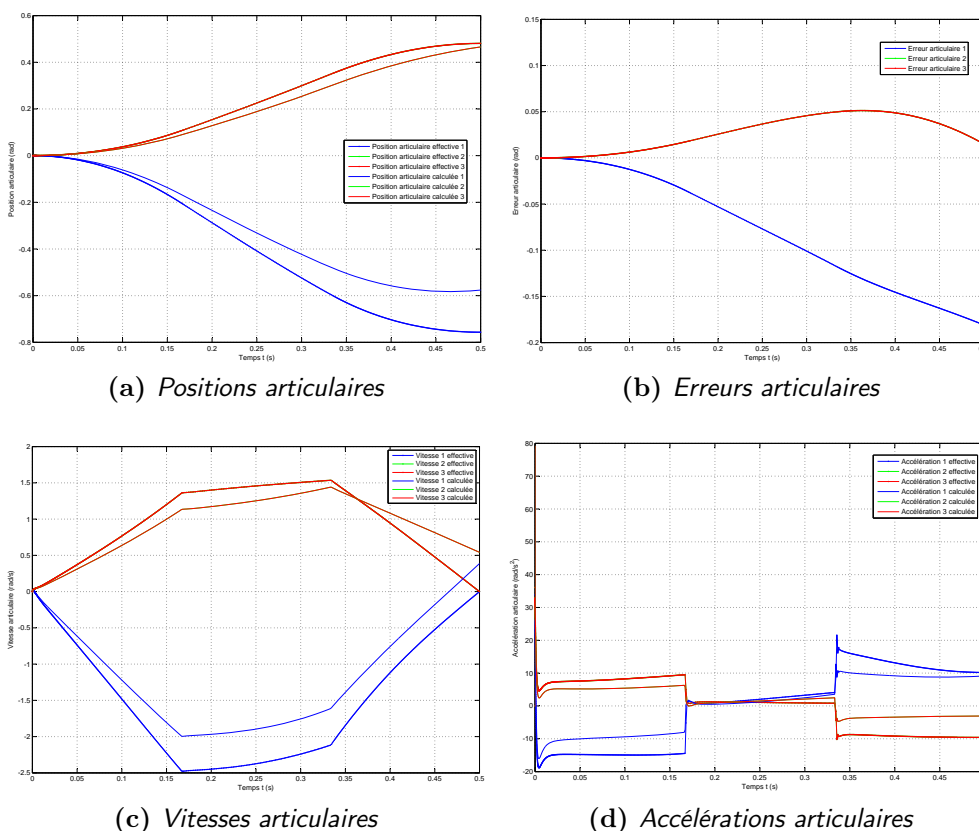 0.6
0.4
0.2
0
-0.2
-0.4
-0.6
-0.8
Position articulaire (rad)
Position articulaire effective 1
Position articulaire effective 2
Position articulaire effective 3
Position articulaire calculée 1
Position articulaire calculée 2
Position articulaire calculée 3
0 0.05 0.1 0.15 0.2 0.25 0.3 0.35 0.4 0.45 0.5
Temps t (s)
(a) Positions articulaires
0.15
0.1
0.05
0
-0.05
-0.1
-0.15
-0.2
Erreur articulaire (rad)
Erreur articulaire 1
Erreur articulaire 2
Erreur articulaire 3
0 0.05 0.1 0.15 0.2 0.25 0.3 0.35 0.4 0.45
Temps t (s)
(b) Erreurs articulaires
2
1.5
1
0.5
0
-0.5
-1
-1.5
-2
-2.5
Vitesse articulaire (rad/s)
Vitesse 1 effective
Vitesse 2 effective
Vitesse 3 effective
Vitesse 1 calculée
Vitesse 2 calculée
Vitesse 3 calculée
0 0.05 0.1 0.15 0.2 0.25 0.3 0.35 0.4 0.45 0.5
Temps t (s)
(c) Vitesses articulaires
80
70
60
50
40
30
20
10
0
-10
-20
Accélération articulaire (rad/s²)
Accélération 1 effective
Accélération 2 effective
Accélération 3 effective
Accélération 1 calculée
Accélération 2 calculée
Accélération 3 calculée
0 0.05 0.1 0.15 0.2 0.25 0.3 0.35 0.4 0.45
Temps t (s)
(d) Accélérations articulaires